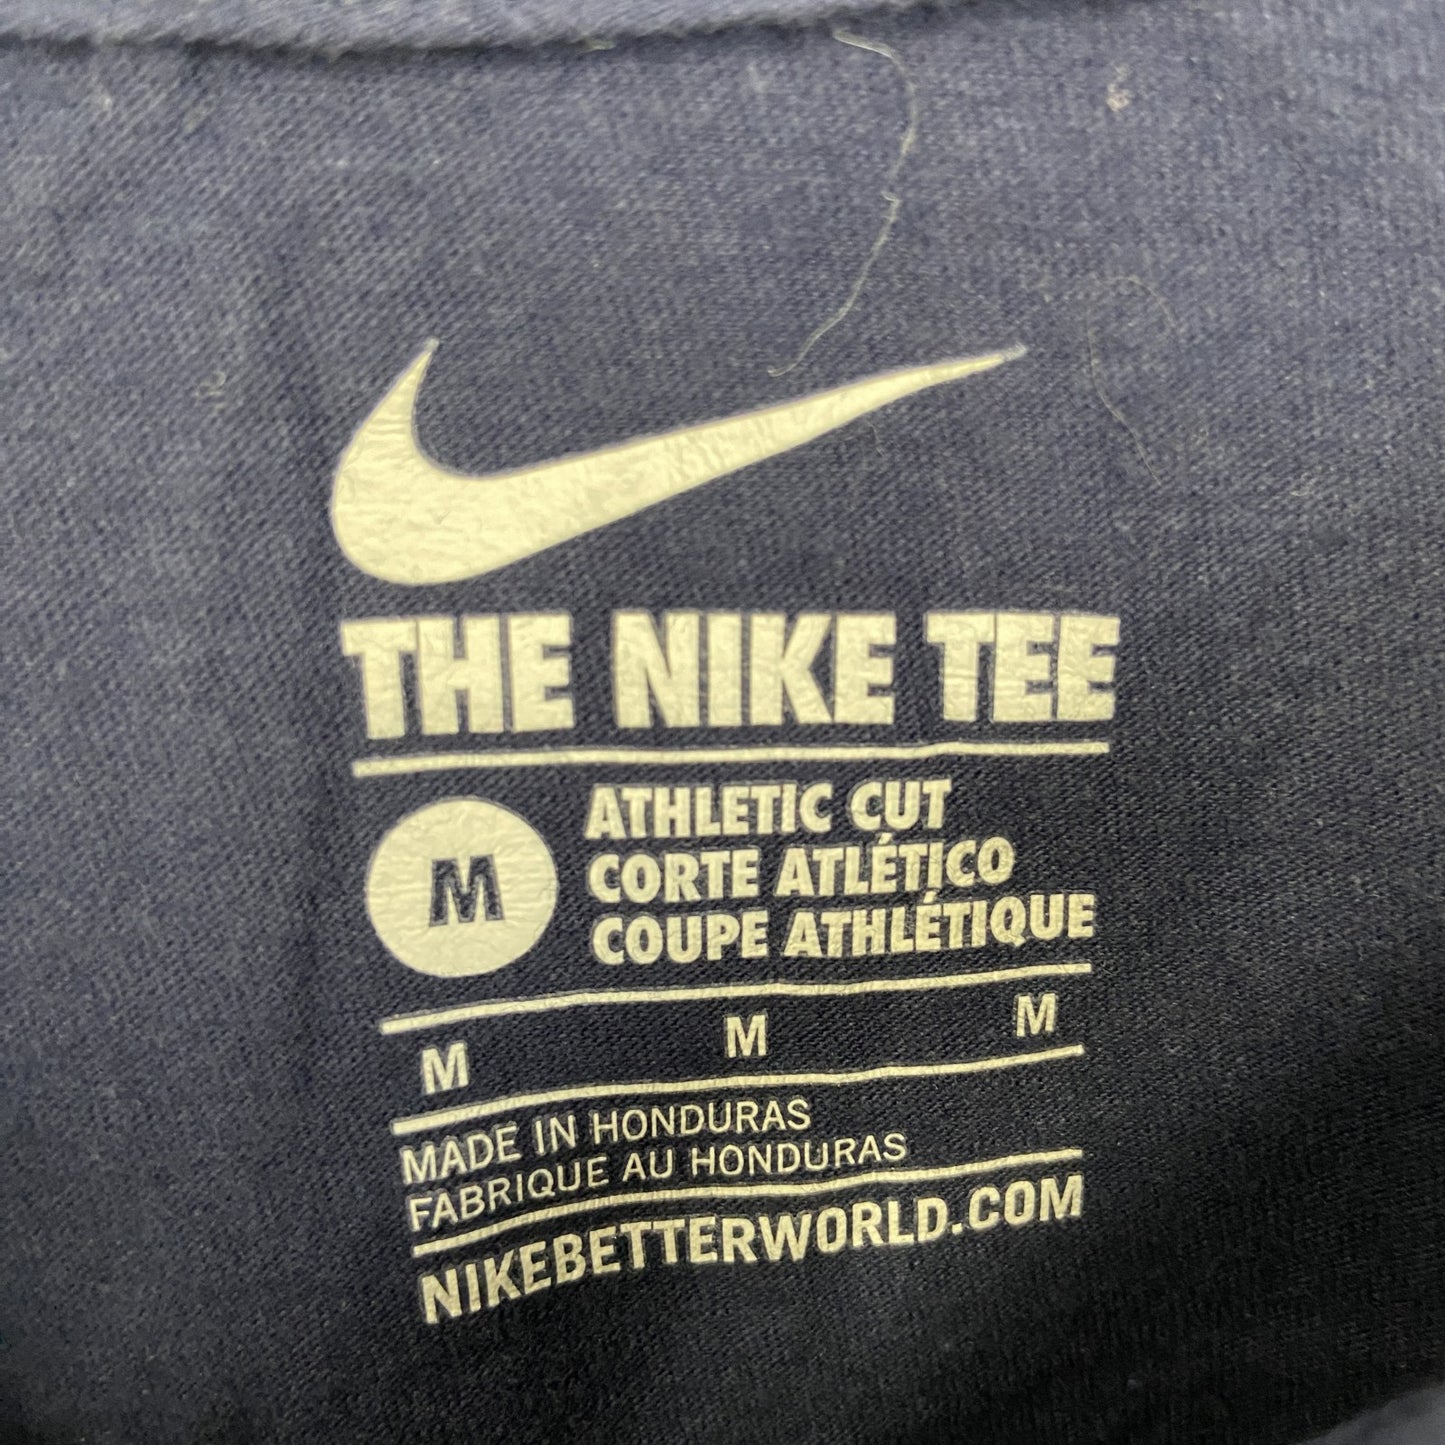 THE NIKE TEE
M
ATHLETIC CUT
CORTE ATLÉTICO
COUPE ATHLÉTIQUE
M M M
MADE IN HONDURAS
FABRIQUE AU HONDURAS
NIKEBETTERWORLD.COM